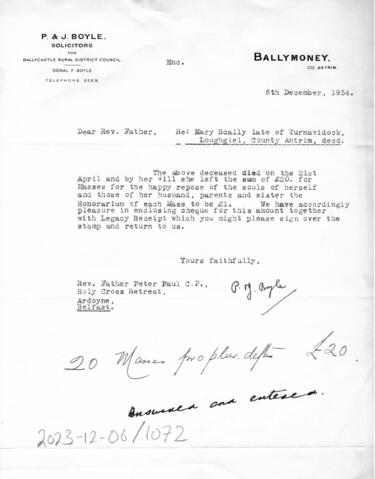 P. & J. BOYLE.
SOLICITORS
FOR
BALLYCASTLE RURAL DISTRICT COUNCIL.
DONAL F. BOYLE
TELEPHONE
Enc.
BALLYMONEY,
CO. ANTRIM.
6th December, 1954.
Dear Rev. Father,
Re: Mary Scally late of Turnavidock,
Loughgiel, County Antrim, decd.
The above deceased died on the 21st
April and by her will she left the sum of £20. for
Masses for the happy repose of the souls of herself
and those of her husband, parents and sister the
Honorarium of each Mass to be £1. We have accordingly
pleasure in enclosing cheque for this amount together
with Legacy Receipt which you might please sign over the
stamp and return to us.
Yours faithfully,
Rev. Father Peter Paul C.P.,
Holy Cross Retreat,
Ardoyne,
Belfast.
P. J. Boyle
20 Masses pro plur. defts £20
Answered and entered.
2023-12-06/1072